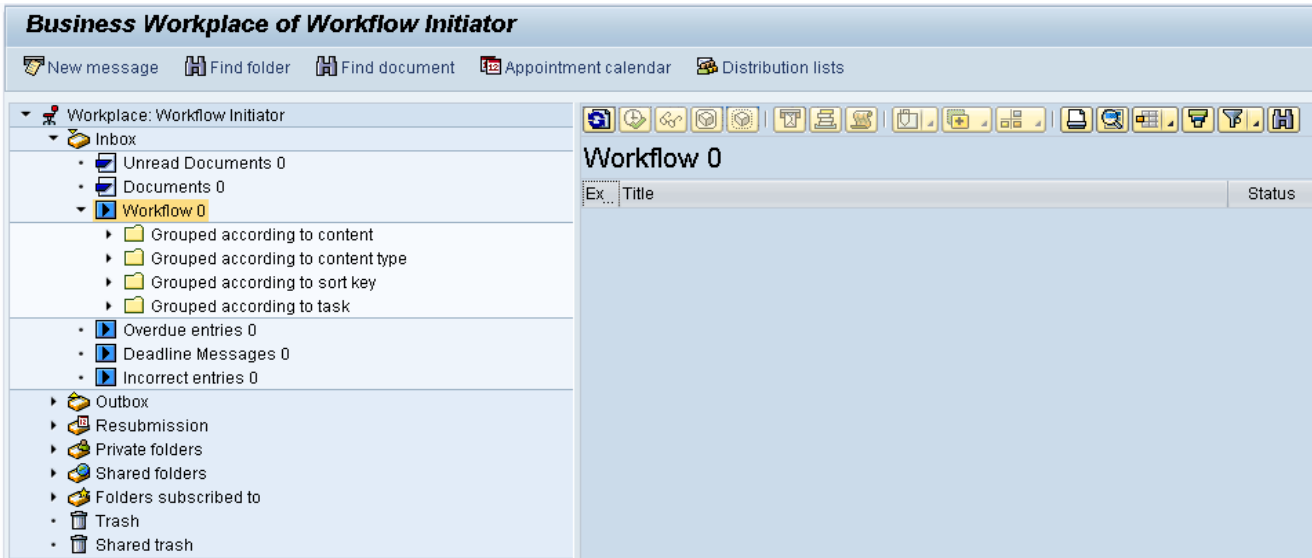 Business Workplace of Workflow Initiator
New message Find folder Find document Appointment calendar Distribution lists
Workplace: Workflow Initiator
Inbox
Unread Documents 0
Documents 0
Workflow 0
Grouped according to content
Grouped according to content type
Grouped according to sort key
Grouped according to task
Overdue entries 0
Deadline Messages 0
Incorrect entries 0
Outbox
Resubmission
Private folders
Shared folders
Folders subscribed to
Trash
Shared trash
Workflow 0
Ex... Title Status